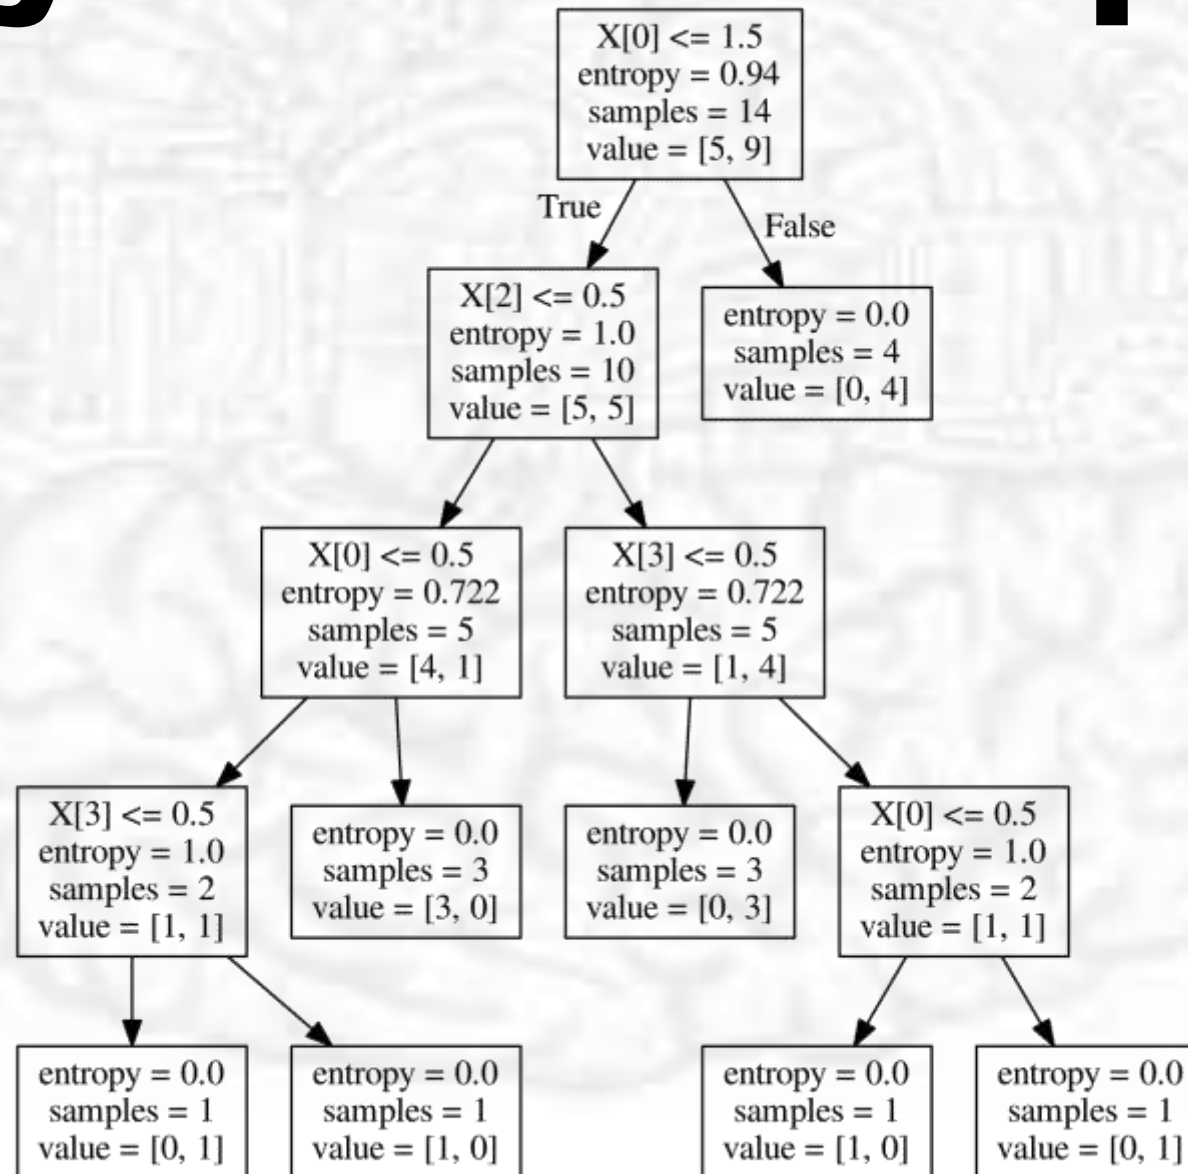 X[0] <= 1.5
entropy = 0.94
samples = 14
value = [5, 9]
True
False
X[2] <= 0.5
entropy = 1.0
samples = 10
value = [5, 5]
entropy = 0.0
samples = 4
value = [0, 4]
X[0] <= 0.5
entropy = 0.722
samples = 5
value = [4, 1]
X[3] <= 0.5
entropy = 0.722
samples = 5
value = [1, 4]
X[3] <= 0.5
entropy = 1.0
samples = 2
value = [1, 1]
entropy = 0.0
samples = 3
value = [3, 0]
entropy = 0.0
samples = 3
value = [0, 3]
X[0] <= 0.5
entropy = 1.0
samples = 2
value = [1, 1]
entropy = 0.0
samples = 1
value = [0, 1]
entropy = 0.0
samples = 1
value = [1, 0]
entropy = 0.0
samples = 1
value = [1, 0]
entropy = 0.0
samples = 1
value = [0, 1]